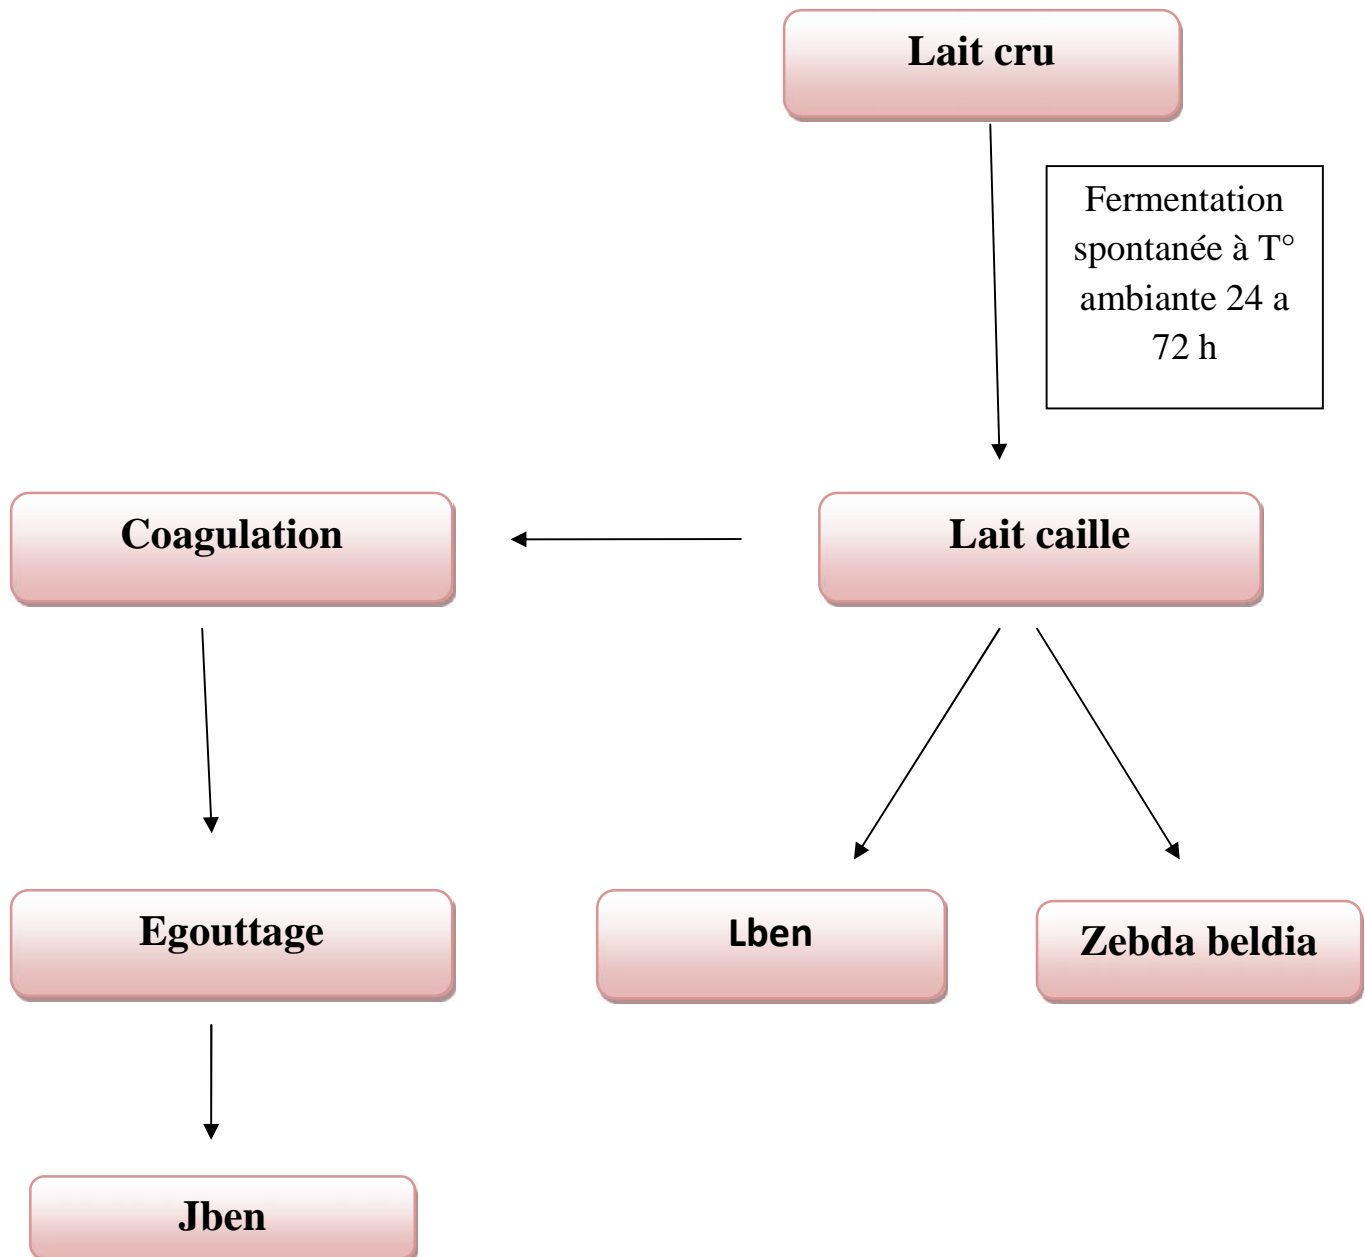 Lait cru
Fermentation
spontanée à T°
ambiante 24 a
72 h
Coagulation
Lait caille
Egouttage
Lben
Zebda beldia
Jben